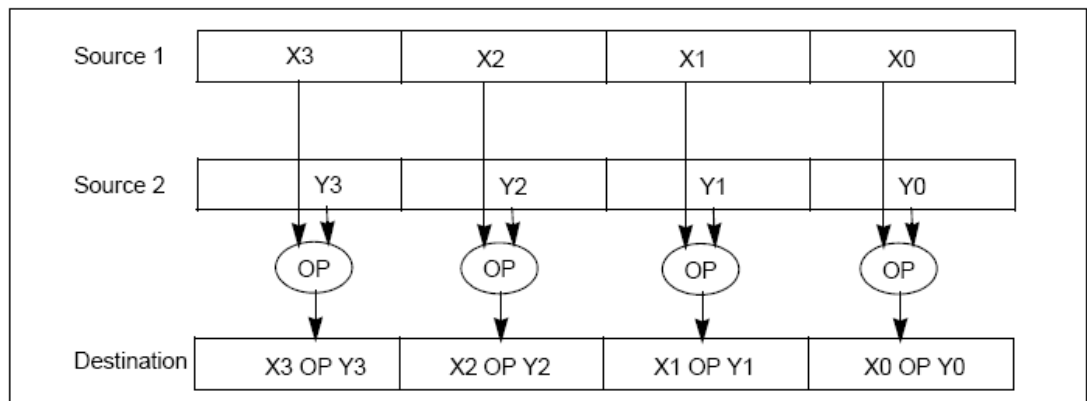 Source 1 X3 X2 X1 X0
Source 2 Y3 Y2 Y1 Y0
OP OP OP OP
Destination X3 OP Y3 X2 OP Y2 X1 OP Y1 X0 OP Y0